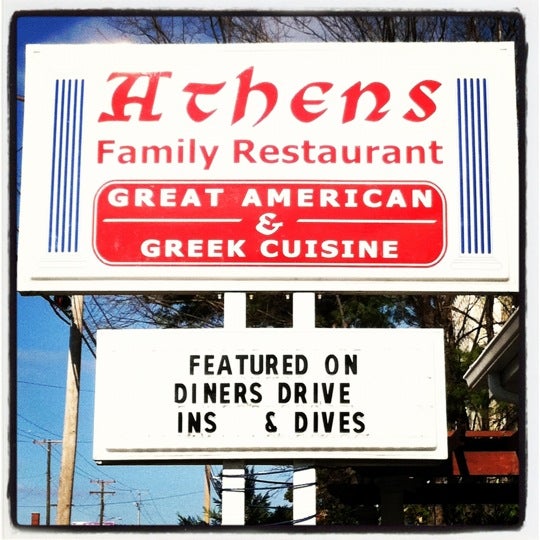 Athens
Family Restaurant
GREAT AMERICAN
&
GREEK CUISINE
FEATURED ON
DINERS DRIVE
INS & DIVES